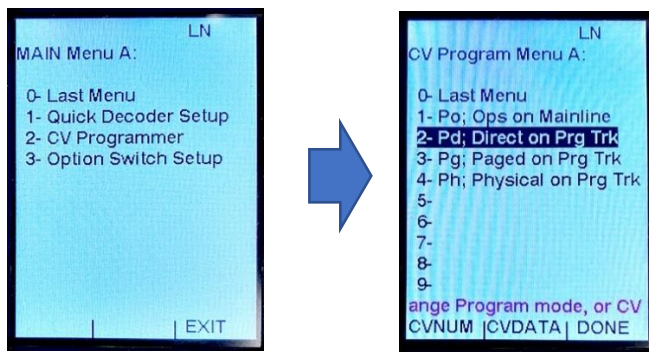 LN
MAIN Menu A:
0- Last Menu
1- Quick Decoder Setup
2- CV Programmer
3- Option Switch Setup
EXIT
LN
CV Program Menu A:
0- Last Menu
1- Po; Ops on Mainline
2- Pd; Direct on Prg Trk
3- Pg; Paged on Prg Trk
4- Ph; Physical on Prg Trk
5-
6-
7-
8-
9-
ange Program mode, or CV
CVNUM |CVDATA| DONE